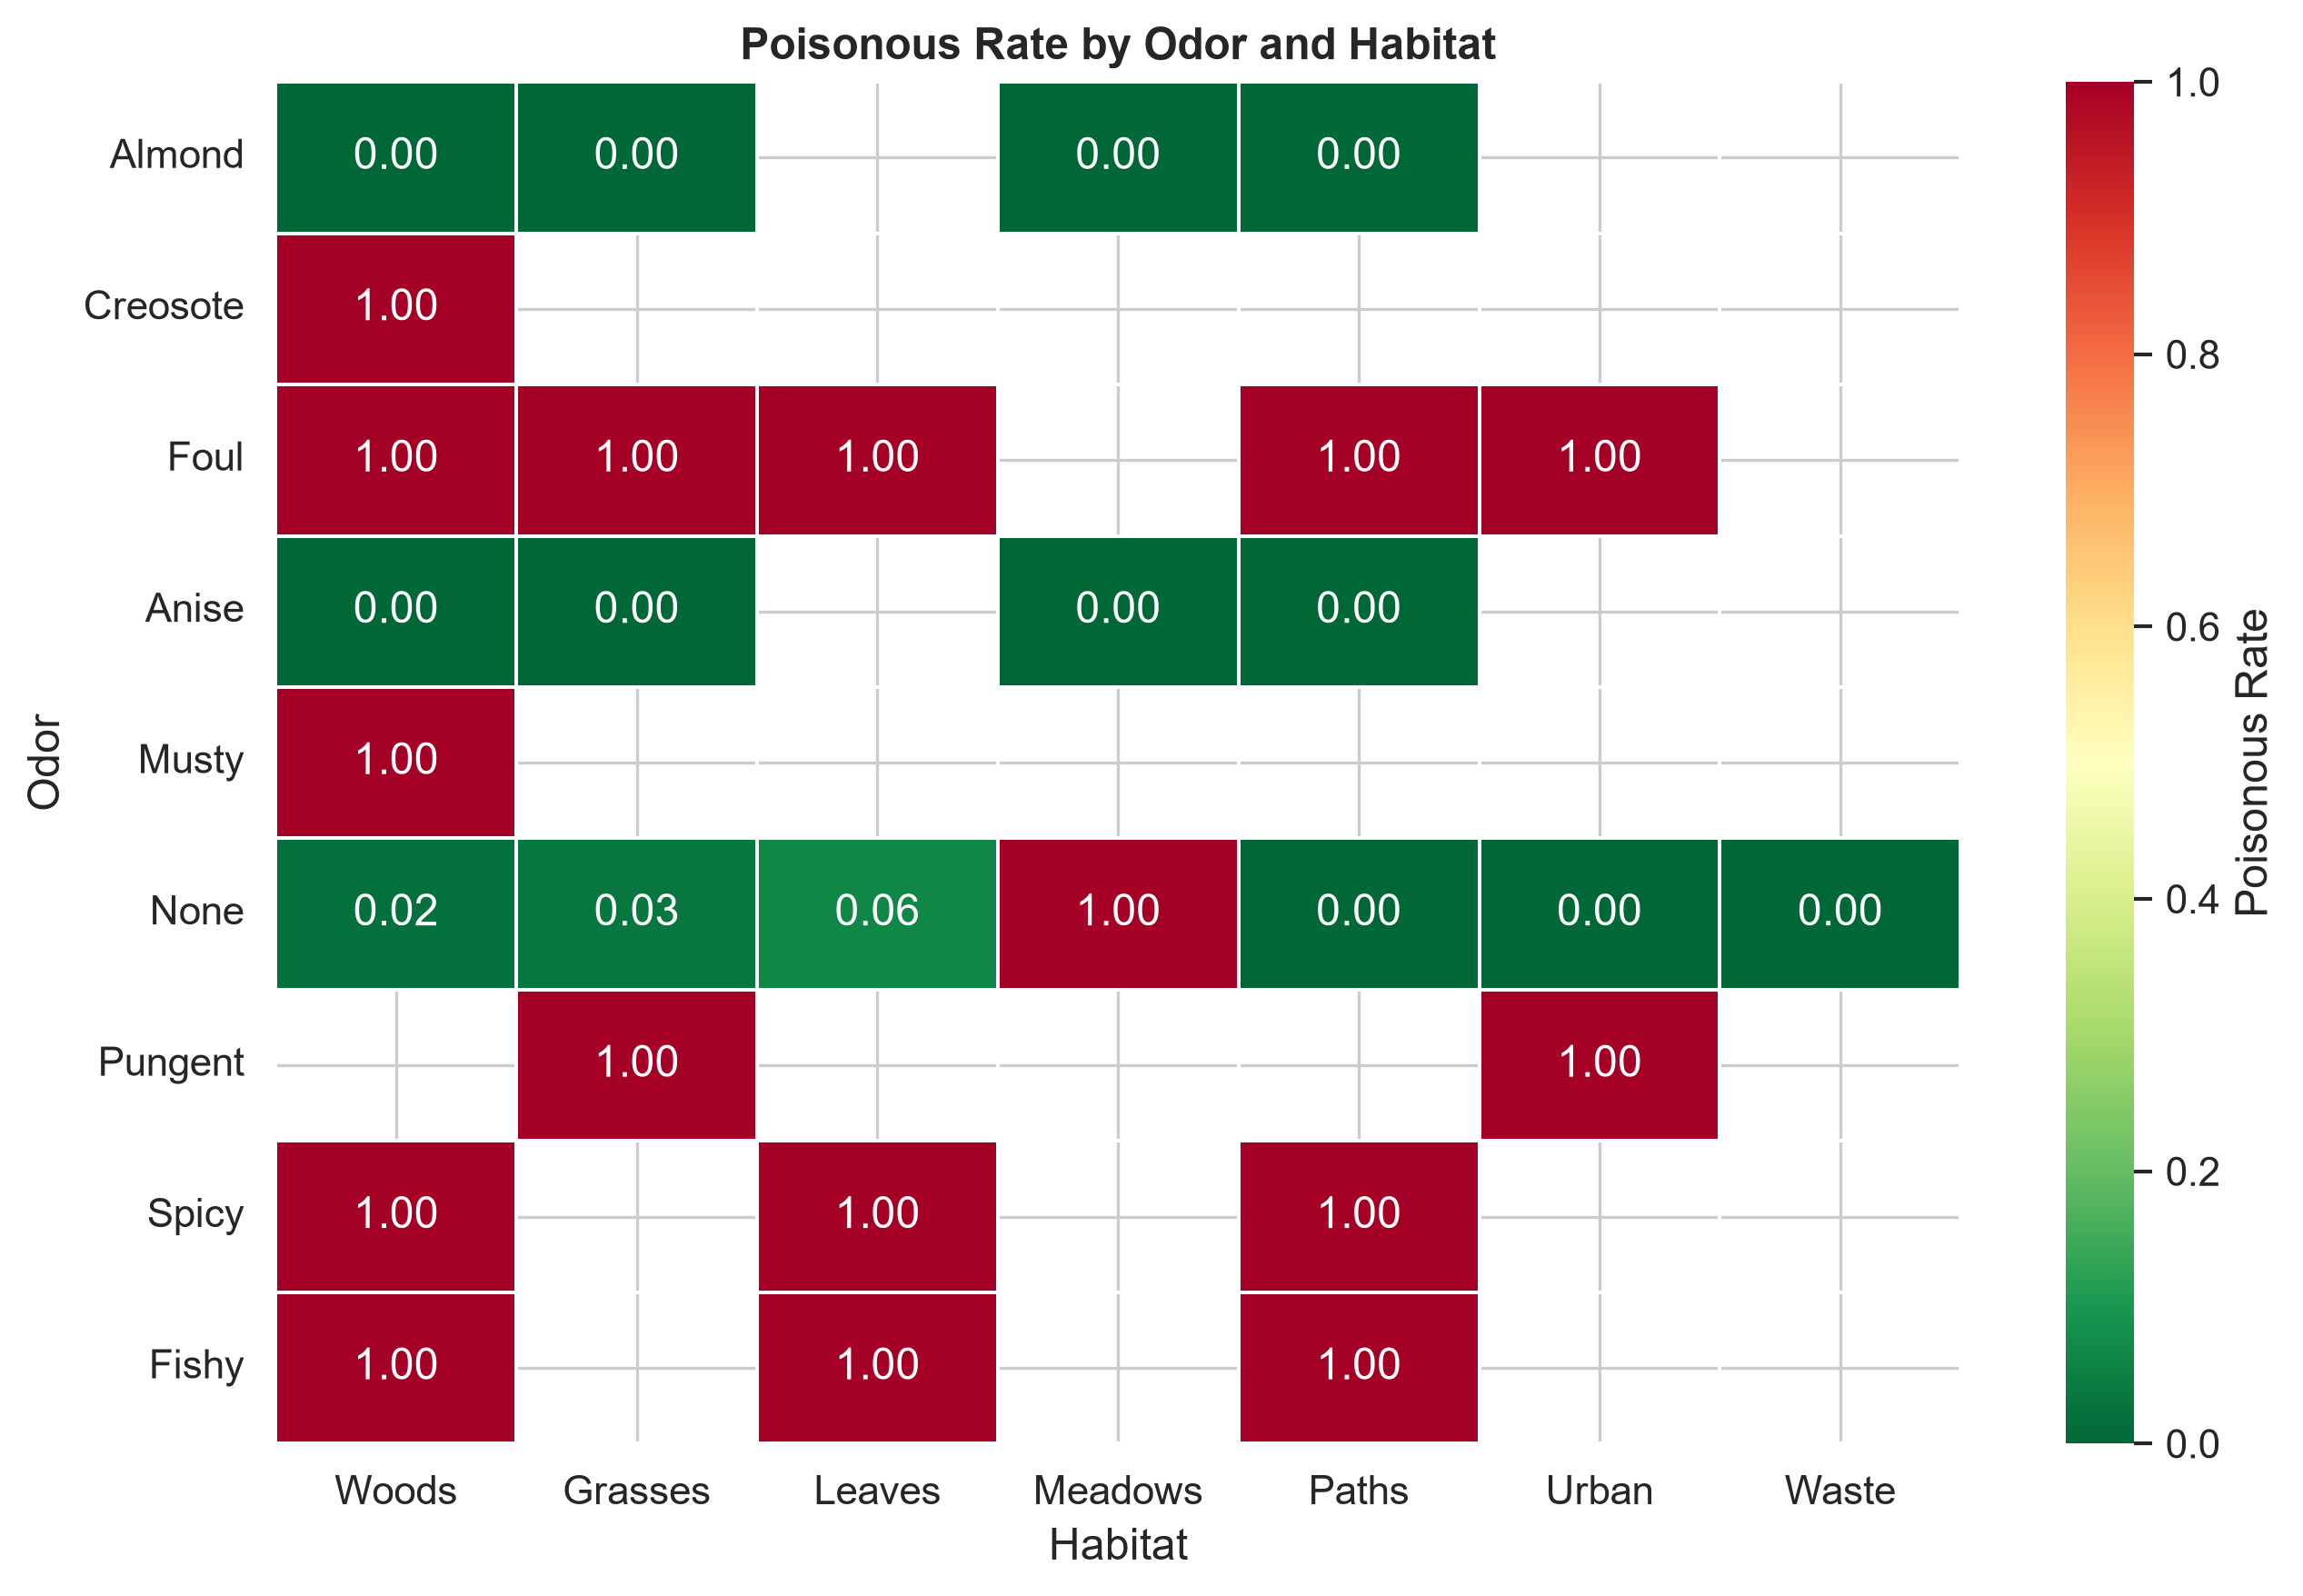 Poisonous Rate by Odor and Habitat
Almond 0.00 0.00 0.00 0.00
Creosote 1.00
Foul 1.00 1.00 1.00 1.00 1.00
Anise 0.00 0.00 0.00 0.00
Musty 1.00
None 0.02 0.03 0.06 1.00 0.00 0.00 0.00
Pungent 1.00 1.00
Spicy 1.00 1.00 1.00
Fishy 1.00 1.00 1.00
Odor
Woods Grasses Leaves Meadows Paths Urban Waste
Habitat
1.0
0.8
0.6
0.4
0.2
0.0
Poisonous Rate